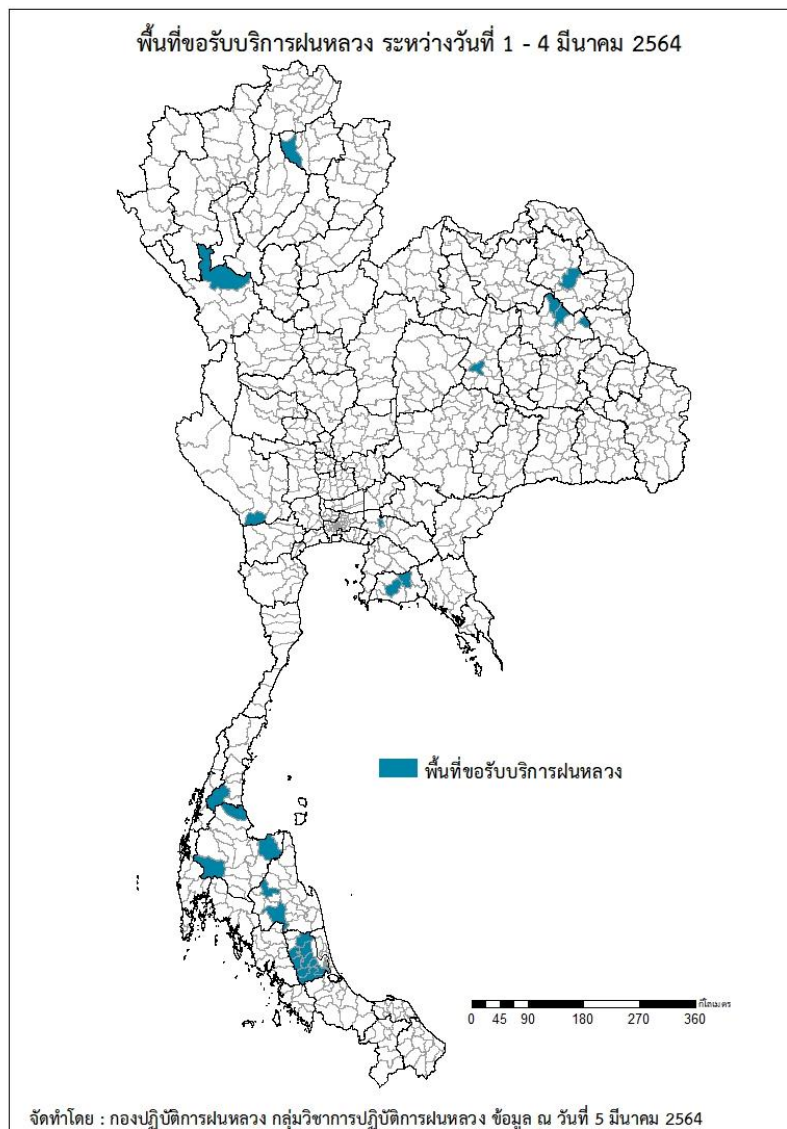 พื้นที่ขอรับบริการฝนหลวง ระหว่างวันที่ 1 - 4 มีนาคม 2564
พื้นที่ขอรับบริการฝนหลวง
กิโลเมตร
0 45 90 180 270 360
จัดทำโดย : กองปฏิบัติการฝนหลวง กลุ่มวิชาการปฏิบัติการฝนหลวง ข้อมูล ณ วันที่ 5 มีนาคม 2564